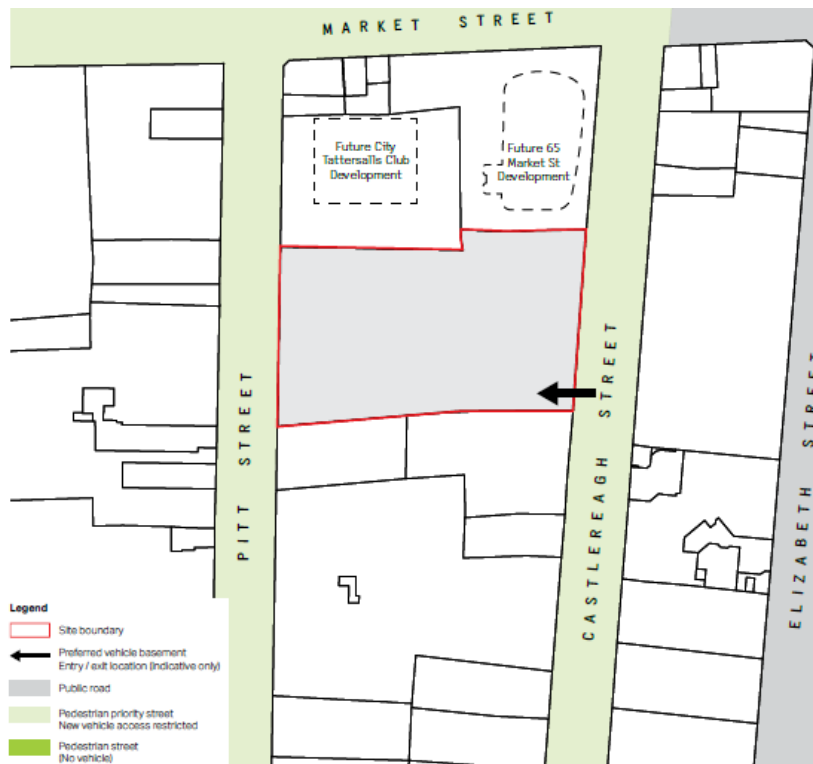 MARKET STREET
Future City
Tattersalls Club
Development
Future 65
Market St
Development
PITT STREET
CASTLEREAGH STREET
ELIZABETH STREET
Legend
Site boundary
Preferred vehicle basement
Entry / exit location (indicative only)
Public road
Pedestrian priority street
New vehicle access restricted
Pedestrian street
(No vehicle)